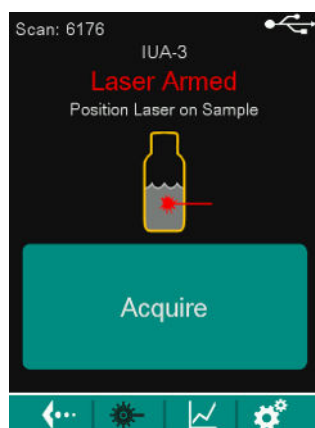 Scan: 6176
IUA-3
Laser Armed
Position Laser on Sample
Acquire